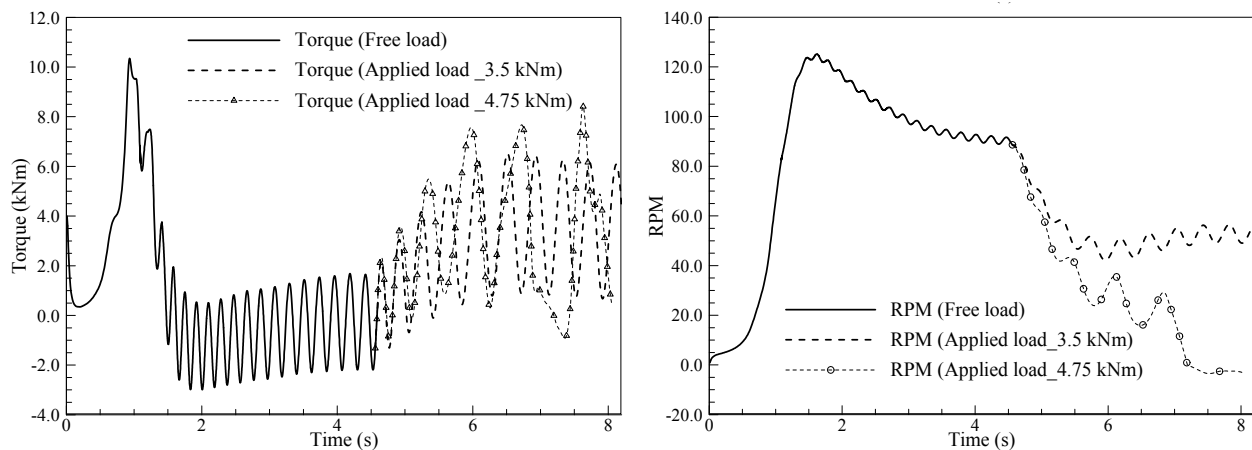 12.0
10.0
8.0
6.0
4.0
2.0
0.0
-2.0
-4.0
Torque (kNm)
Torque (Free load)
Torque (Applied load _3.5 kNm)
Torque (Applied load _4.75 kNm)
0 2 4 6 8
Time (s)
140.0
120.0
100.0
80.0
60.0
40.0
20.0
0.0
-20.0
RPM
RPM (Free load)
RPM (Applied load_3.5 kNm)
RPM (Applied load_4.75 kNm)
0 2 4 6 8
Time (s)